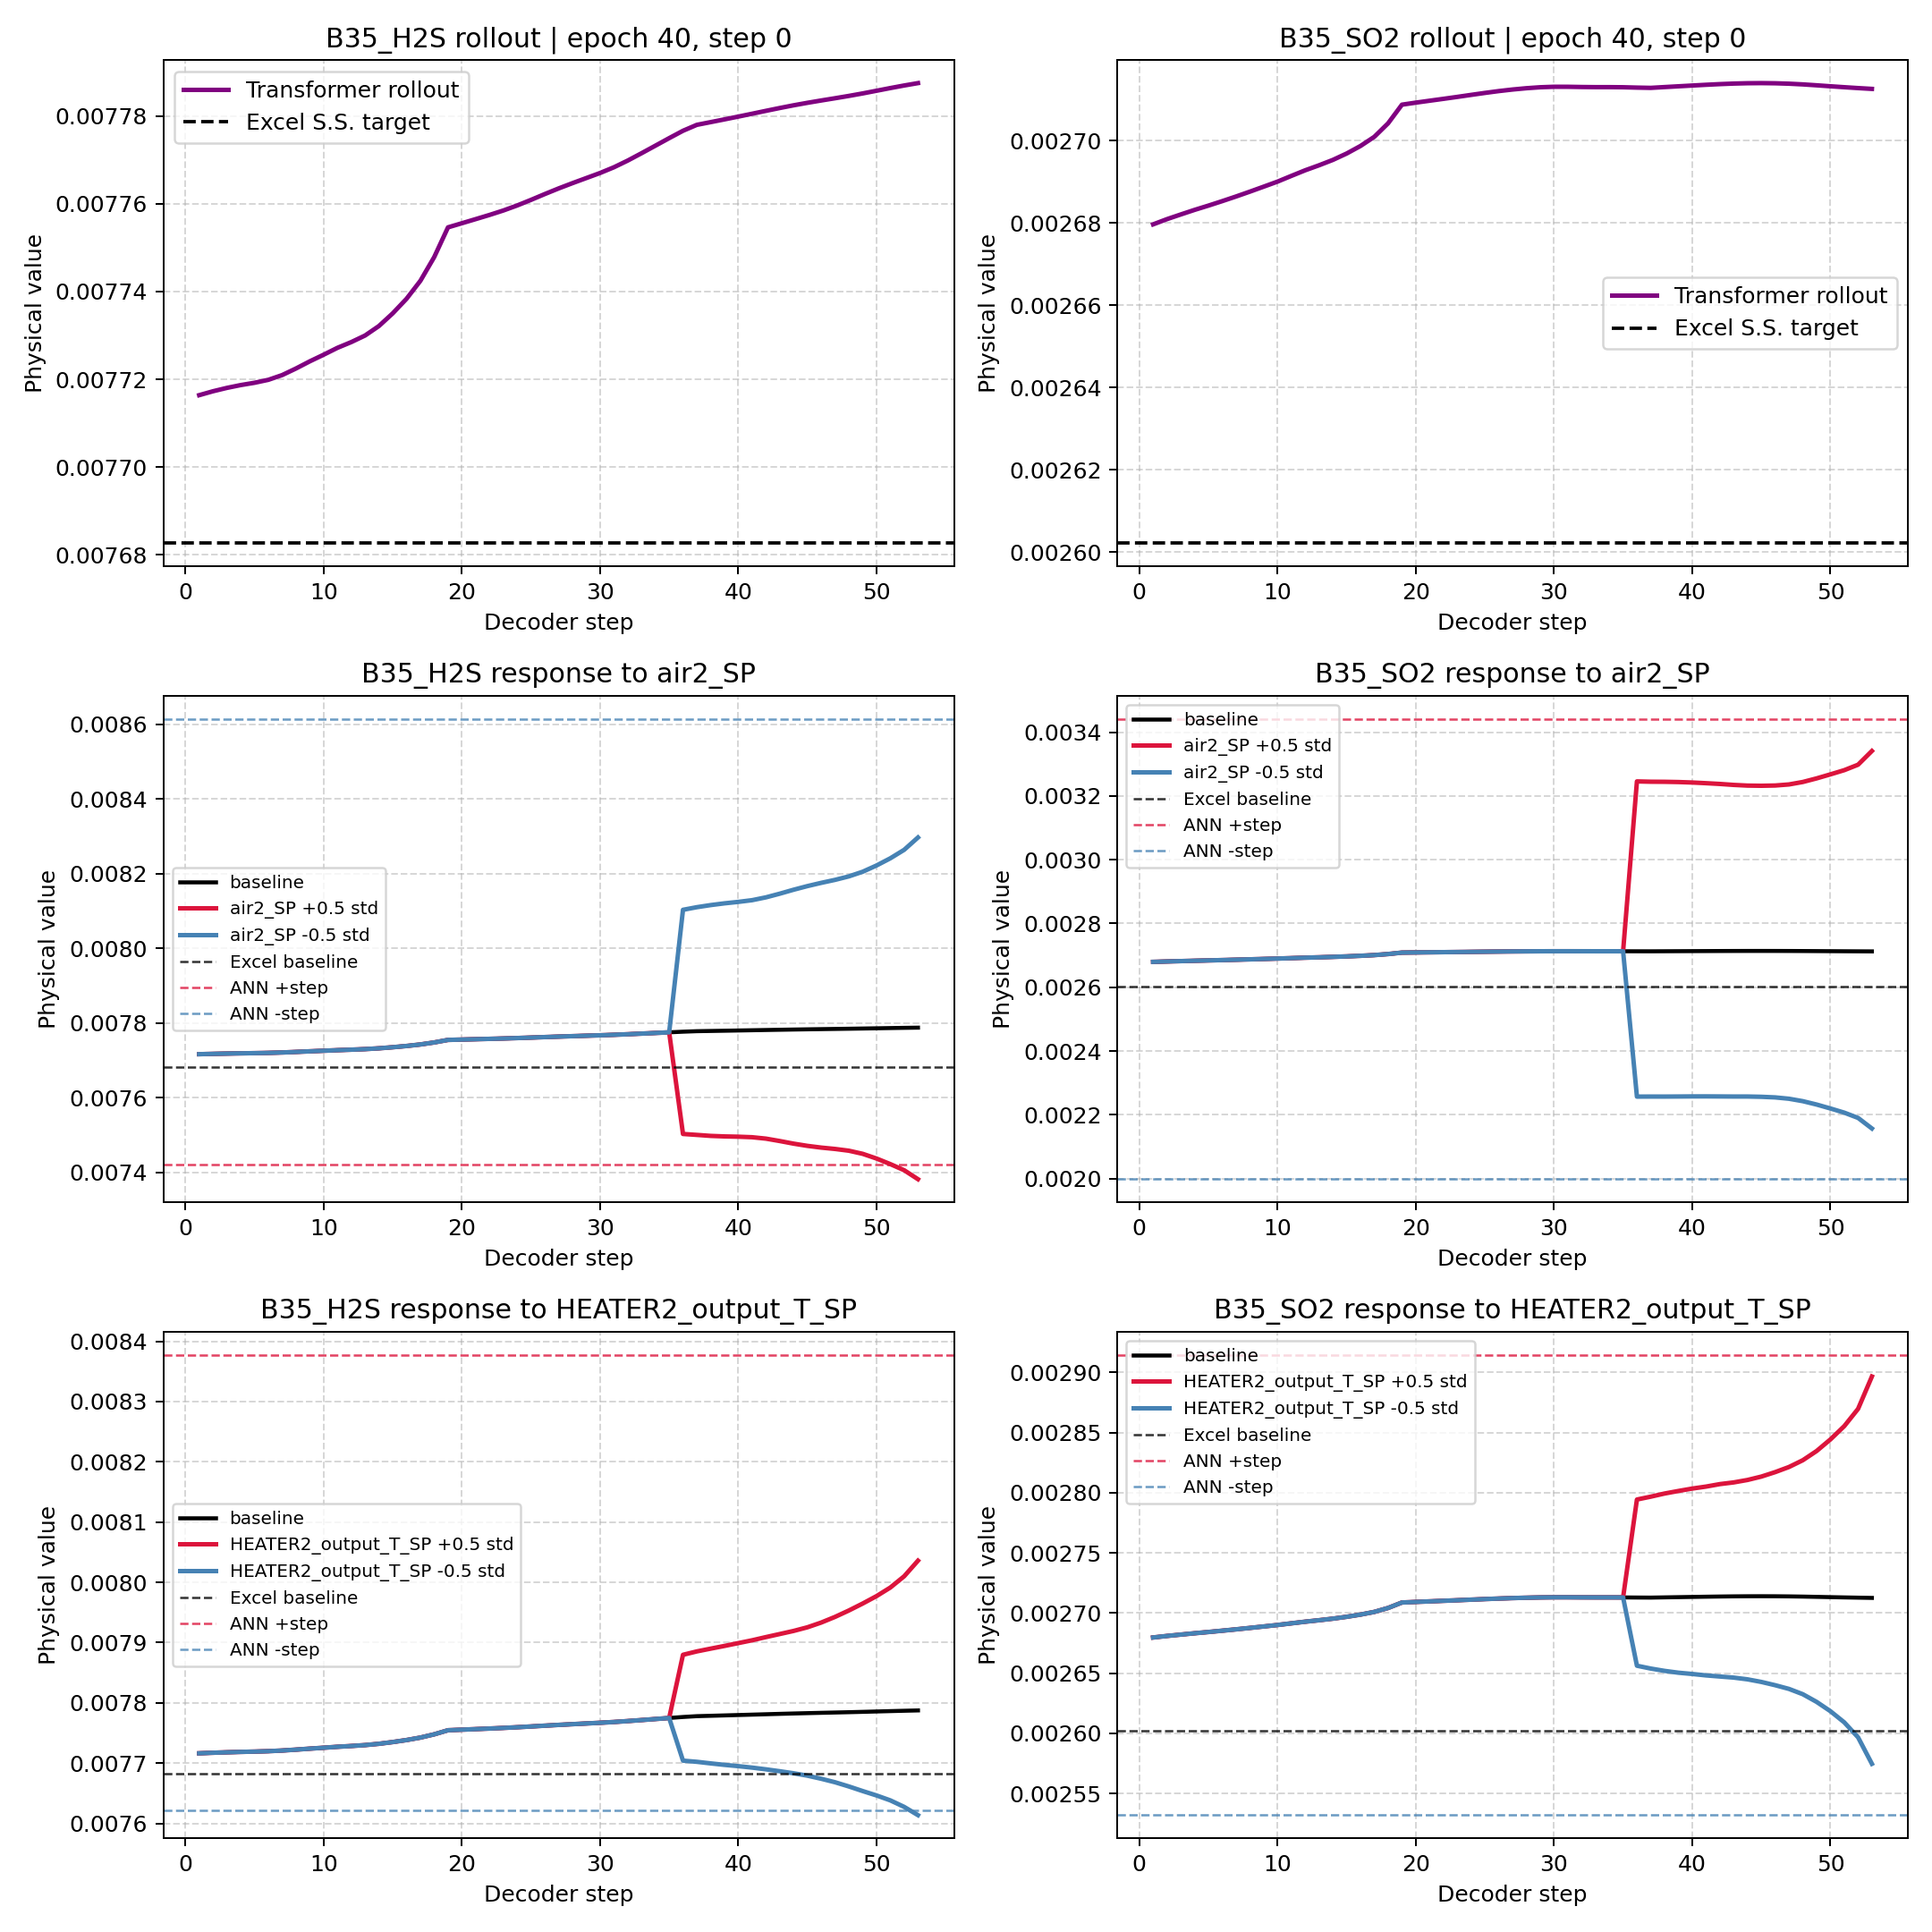 B35_H2S rollout | epoch 40, step 0
Transformer rollout
Excel S.S. target
0.00778
0.00776
0.00774
0.00772
0.00770
0.00768
Physical value
0 10 20 30 40 50
Decoder step
B35_SO2 rollout | epoch 40, step 0
Transformer rollout
Excel S.S. target
0.00270
0.00268
0.00266
0.00264
0.00262
0.00260
Physical value
0 10 20 30 40 50
Decoder step
B35_H2S response to air2_SP
baseline
air2_SP +0.5 std
air2_SP -0.5 std
Excel baseline
ANN +step
ANN -step
0.0086
0.0084
0.0082
0.0080
0.0078
0.0076
0.0074
Physical value
0 10 20 30 40 50
Decoder step
B35_SO2 response to air2_SP
baseline
air2_SP +0.5 std
air2_SP -0.5 std
Excel baseline
ANN +step
ANN -step
0.0034
0.0032
0.0030
0.0028
0.0026
0.0024
0.0022
0.0020
Physical value
0 10 20 30 40 50
Decoder step
B35_H2S response to HEATER2_output_T_SP
baseline
HEATER2_output_T_SP +0.5 std
HEATER2_output_T_SP -0.5 std
Excel baseline
ANN +step
ANN -step
0.0084
0.0083
0.0082
0.0081
0.0080
0.0079
0.0078
0.0077
0.0076
Physical value
0 10 20 30 40 50
Decoder step
B35_SO2 response to HEATER2_output_T_SP
baseline
HEATER2_output_T_SP +0.5 std
HEATER2_output_T_SP -0.5 std
Excel baseline
ANN +step
ANN -step
0.00290
0.00285
0.00280
0.00275
0.00270
0.00265
0.00260
0.00255
Physical value
0 10 20 30 40 50
Decoder step